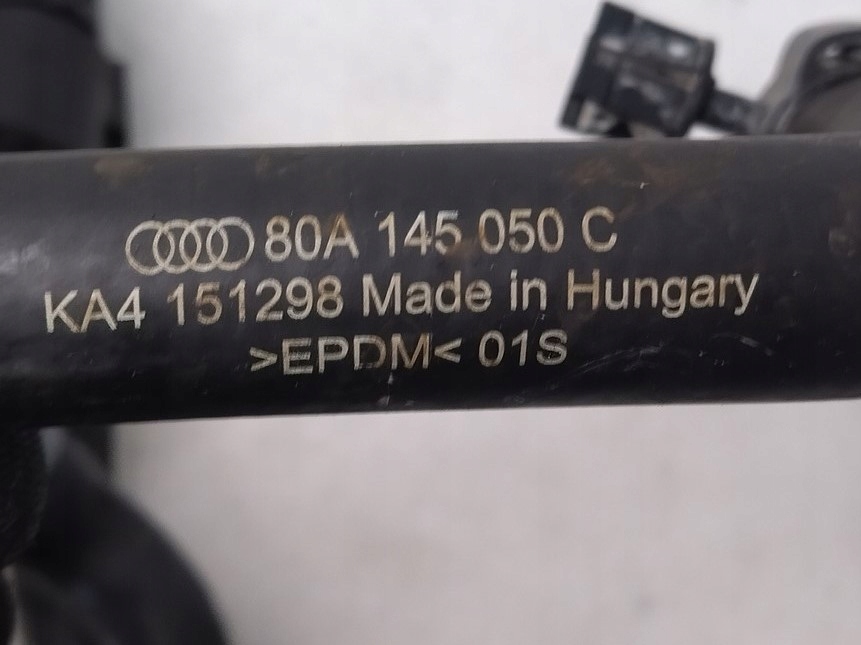 80A 145 050 C
KA4 151298 Made in Hungary
>EPDM< 01S